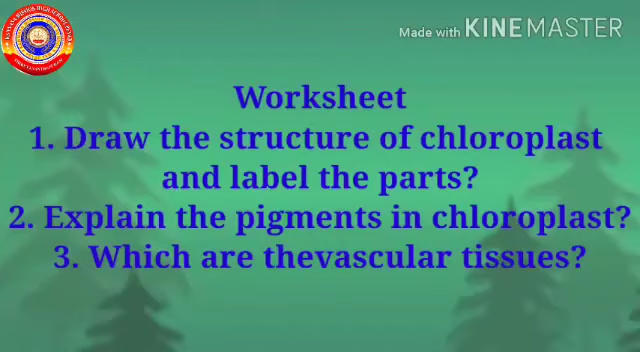 Made with KINEMASTER
Worksheet
1. Draw the structure of chloroplast
and label the parts?
2. Explain the pigments in chloroplast?
3. Which are thevascular tissues?